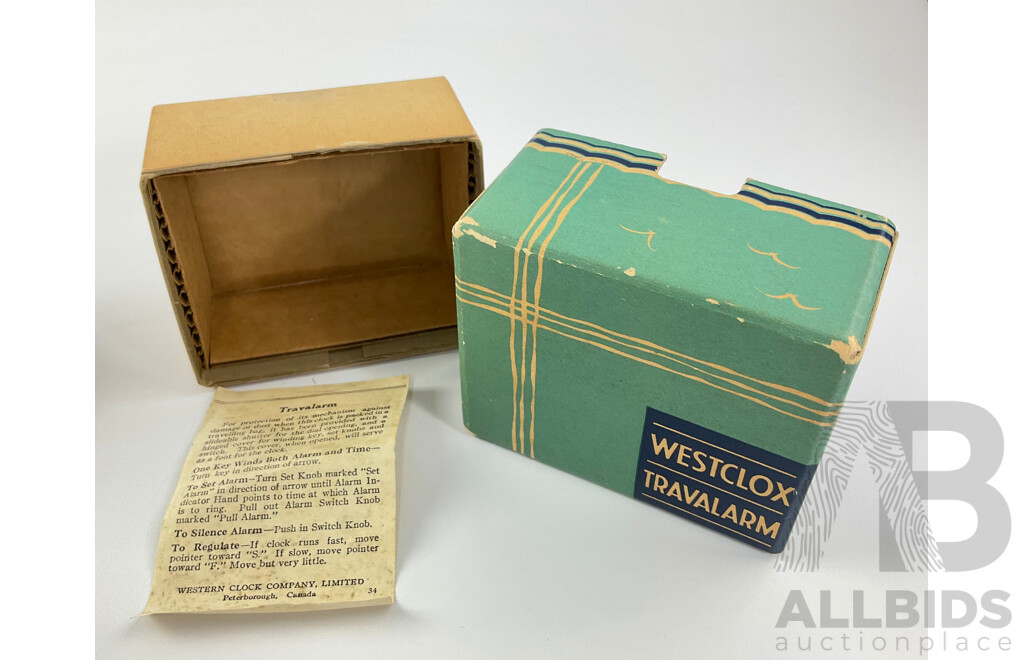 Travalarm
For protection of its mechanism against
damage or dust when this clock is packed in a
travelling bag, it has been provided with a
slideable shutter for the dial opening, and a
hinged cover for winding key, set knobs and
switch. This cover, when opened, will serve
as a foot for the clock.
One Key Winds Both Alarm and Time—
Turn key in direction of arrow.
To Set Alarm—Turn Set Knob marked "Set
Alarm" in direction of arrow until Alarm In-
dicator Hand points to time at which Alarm
is to ring. Pull out Alarm Switch Knob
marked "Pull Alarm."
To Silence Alarm—Push in Switch Knob.
To Regulate—If clock runs fast, move
pointer toward "S." If slow, move pointer
toward "F." Move but very little.
WESTERN CLOCK COMPANY, LIMITED
Peterborough, Canada 34
WESTCLOX
TRAVALARM
AB
ALLBIDS
auctionplace